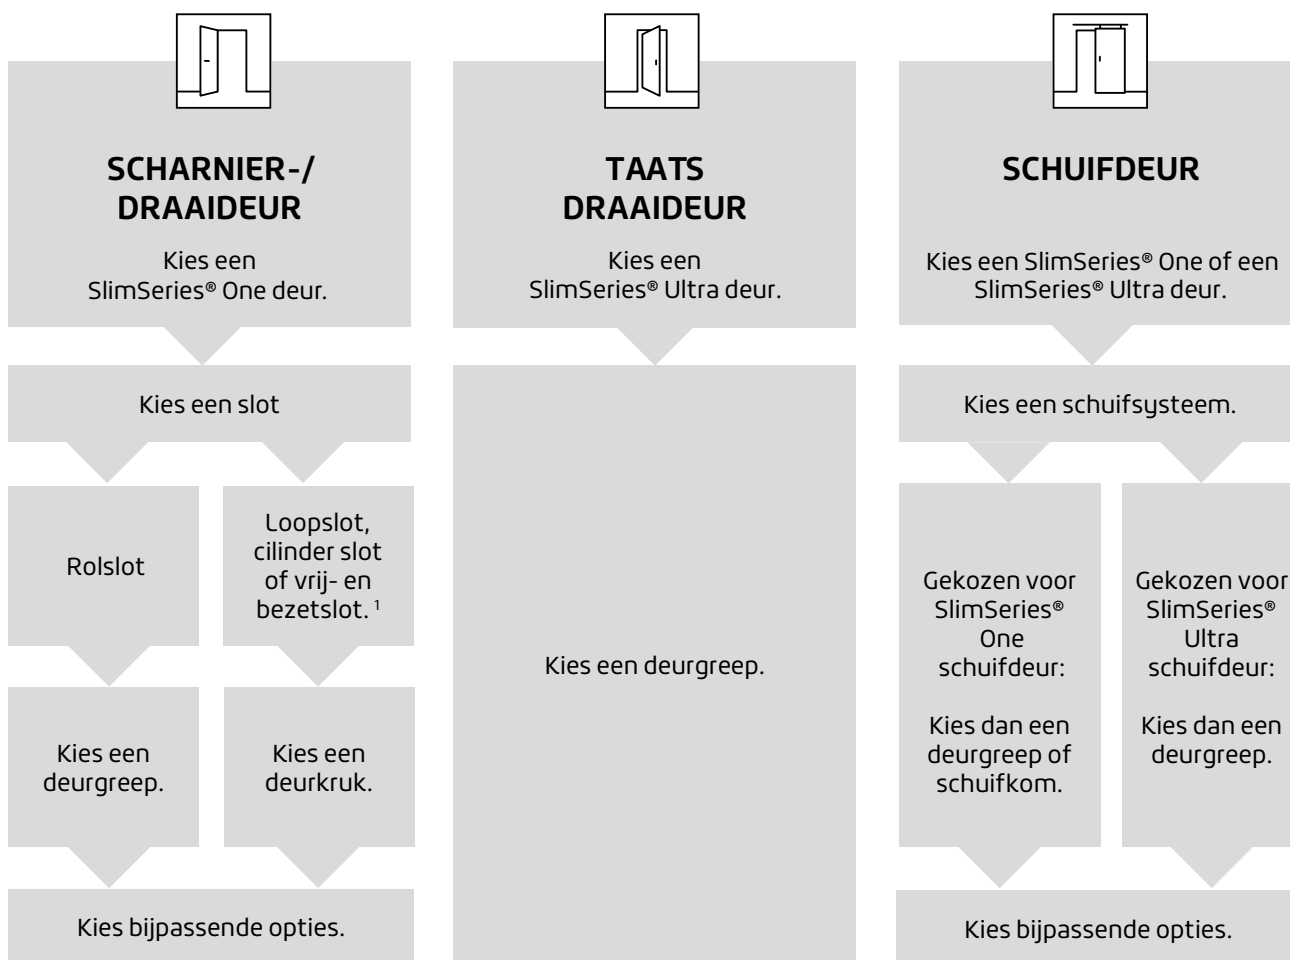 SCHARNIER-/
DRAAIDEUR
Kies een
SlimSeries® One deur.
Kies een slot
Rolslot
Loopslot,
cilinder slot
of vrij- en
bezetslot. ¹
Kies een
deurgreep.
Kies een
deurkruk.
Kies bijpassende opties.
TAATS
DRAAIDEUR
Kies een
SlimSeries® Ultra deur.
Kies een deurgreep.
SCHUIFDEUR
Kies een SlimSeries® One of een
SlimSeries® Ultra deur.
Kies een schuifsysteem.
Gekozen voor
SlimSeries®
One
schuifdeur:
Kies dan een
deurgreep of
schuifkom.
Gekozen voor
SlimSeries®
Ultra
schuifdeur:
Kies dan een
deurgreep.
Kies bijpassende opties.